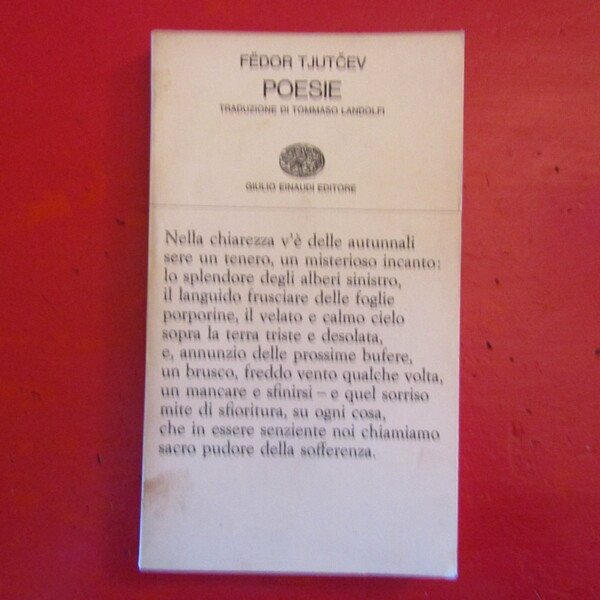 FËDOR TJUTČEV
POESIE
TRADUZIONE DI TOMMASO LANDOLFI
GIULIO EINAUDI EDITORE
Nella chiarezza v'è delle autunnali
sere un tenero, un misterioso incanto:
lo splendore degli alberi sinistro,
il languido frusciare delle foglie
porporine, il velato e calmo cielo
sopra la terra triste e desolata,
e, annunzio delle prossime bufere,
un brusco, freddo vento qualche volta,
un mancare e sfinirsi – e quel sorriso
mite di sfioritura, su ogni cosa,
che in essere senziente noi chiamiamo
sacro pudore della sofferenza.